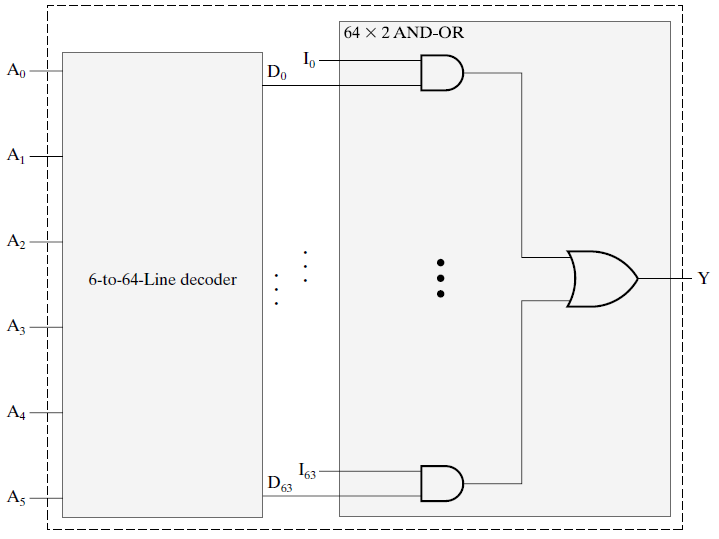 64 × 2 AND-OR
I₀
A₀
D₀
A₁
A₂
6-to-64-Line decoder
Y
A₃
A₄
I₆₃
D₆₃
A₅